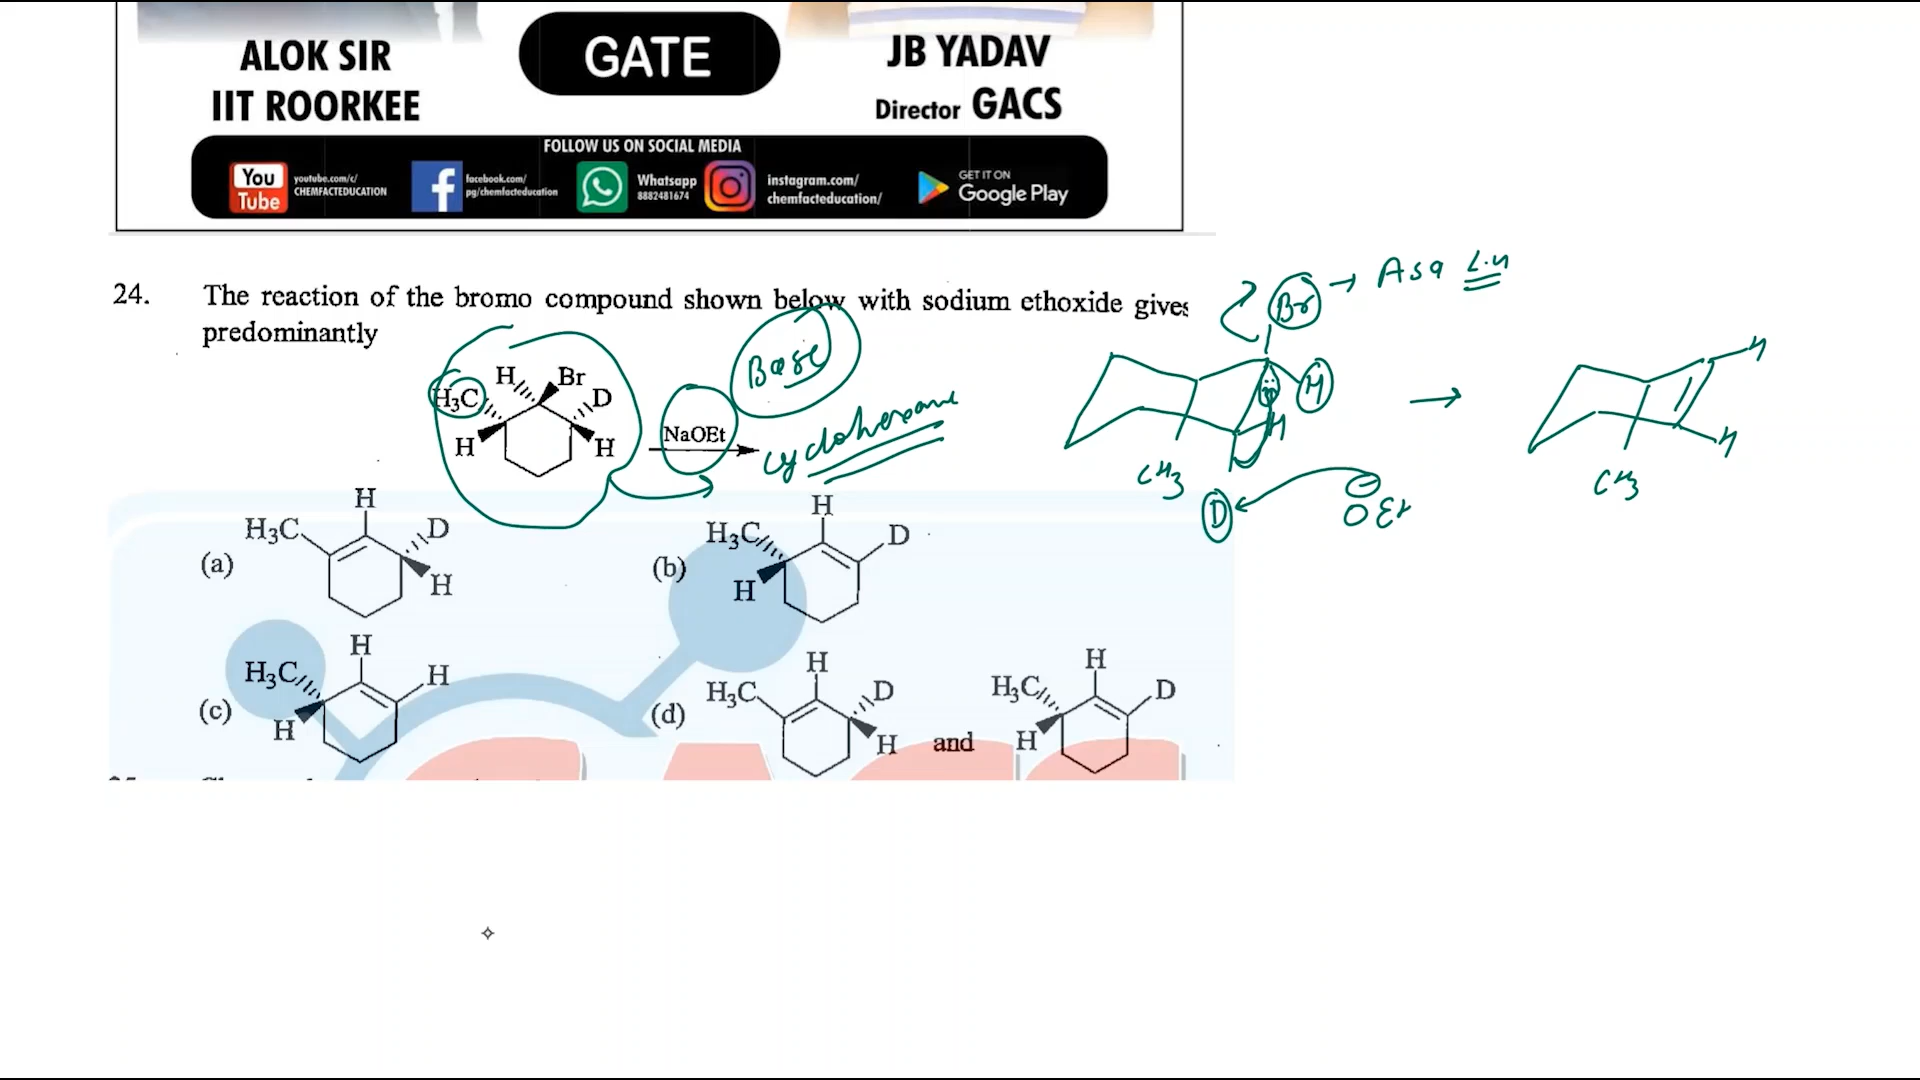 ALOK SIR
IIT ROORKEE
GATE
JB YADAV
Director GACS
FOLLOW US ON SOCIAL MEDIA
You Tube
youtube.com/c/
CHEMFACTEDUCATION
facebook.com/
pg/chemfacteducation
Whatsapp
8882481674
instagram.com/
chemfacteducation/
GET IT ON
Google Play
24. The reaction of the bromo compound shown below with sodium ethoxide gives
predominantly
H Br
H3C D
H H
NaOEt
Base
cyclohexane
Br → Asa L.G
H
H
CH3
D
⊖
OEt
H
H
CH3
(a)
H
H3C D
H
(b)
H
H3C D
H
(c)
H
H3C H
H
(d)
H
H3C D
H
and
H
H3C D
H